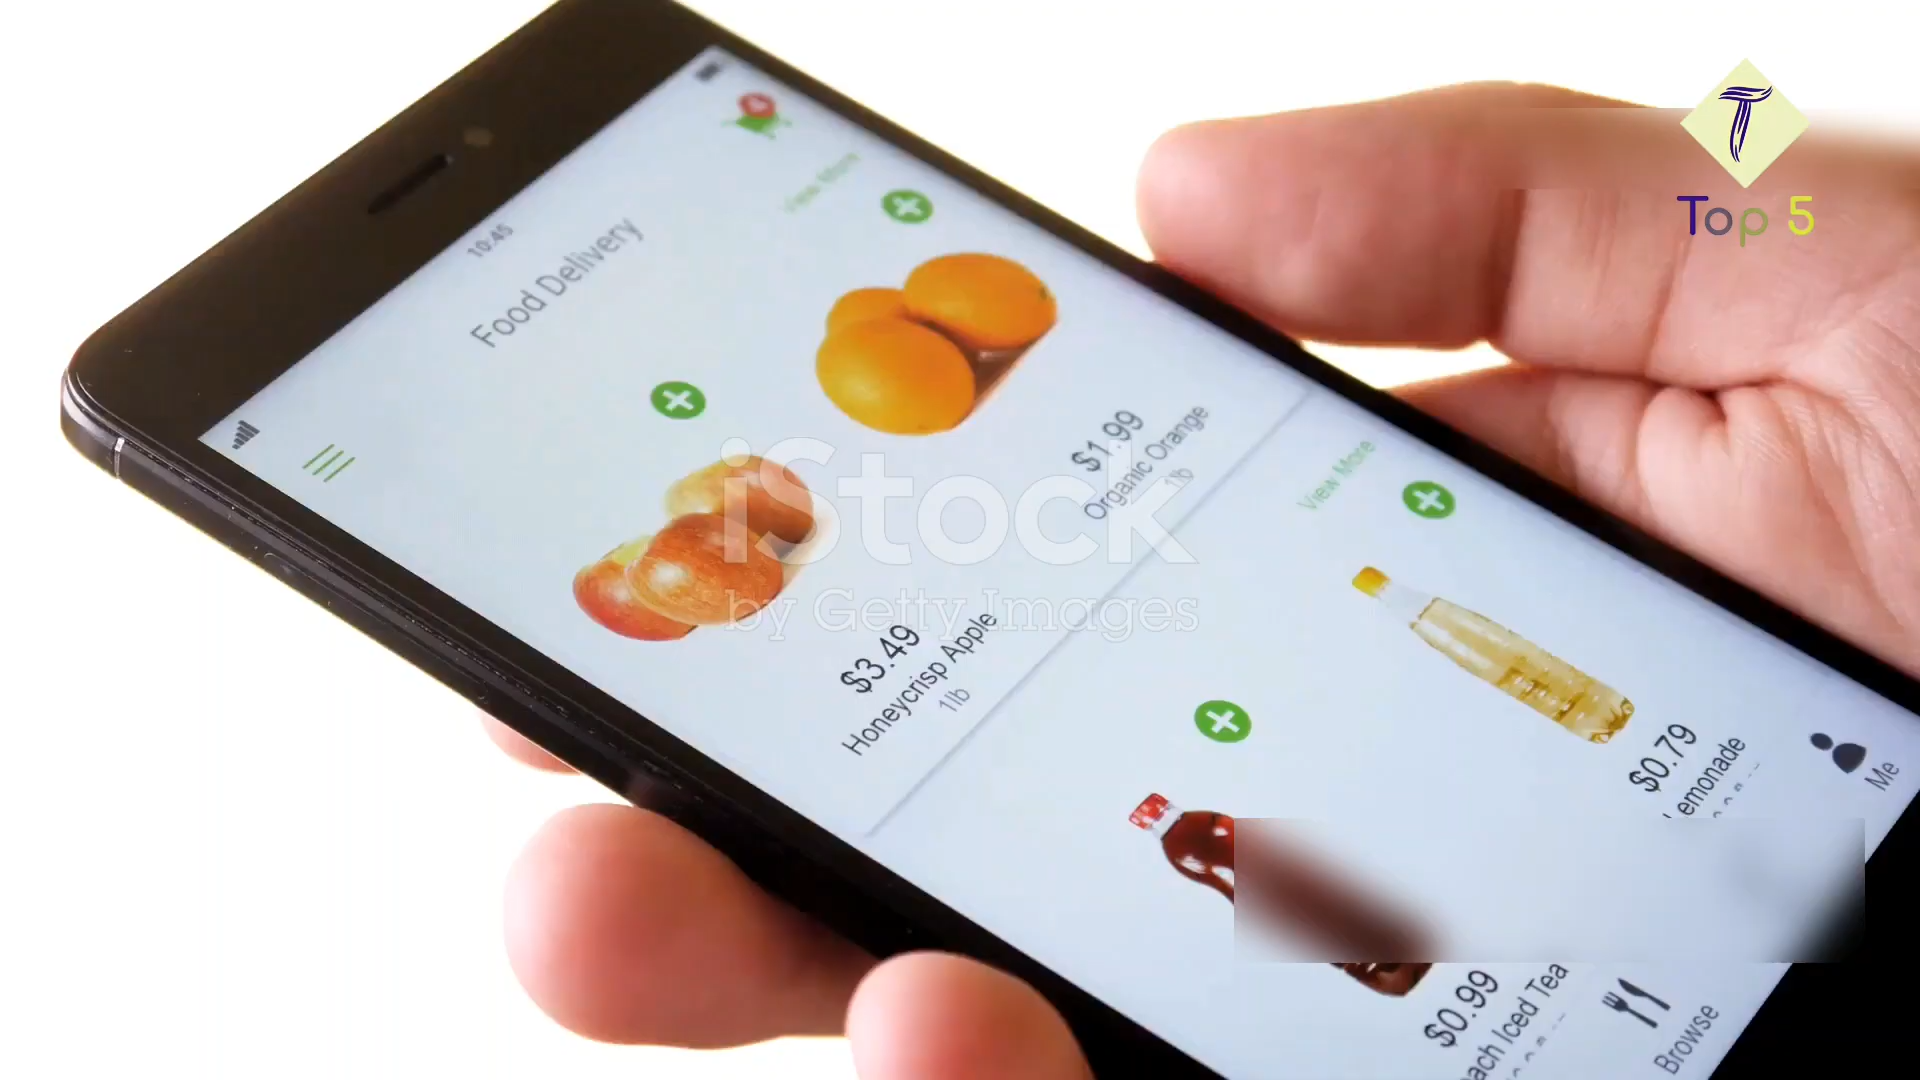 4
10:45
Food Delivery
View More
$3.49
Honeycrisp Apple
1lb
$1.99
Organic Orange
1lb
View More
$0.99
each Iced Tea
$0.79
Lemonade
Browse
Me
iStock
by Getty Images
T
Top 5